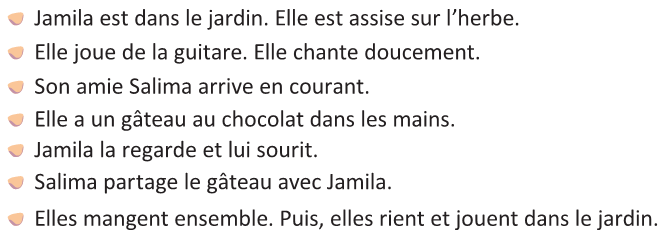 Jamila est dans le jardin. Elle est assise sur l’herbe.
Elle joue de la guitare. Elle chante doucement.
Son amie Salima arrive en courant.
Elle a un gâteau au chocolat dans les mains.
Jamila la regarde et lui sourit.
Salima partage le gâteau avec Jamila.
Elles mangent ensemble. Puis, elles rient et jouent dans le jardin.